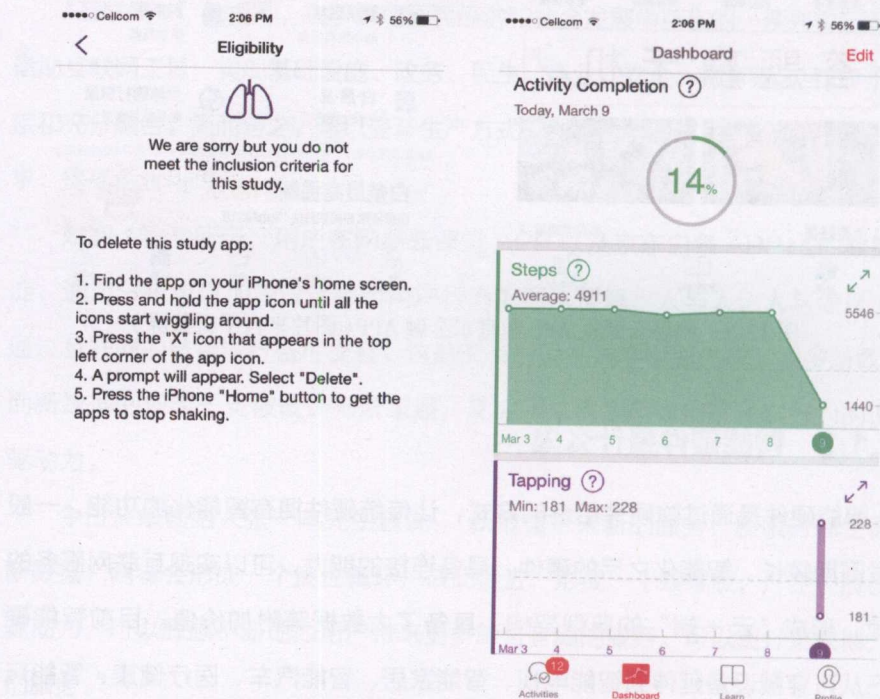 Cellcom
2:06 PM
56%
Eligibility
We are sorry but you do not
meet the inclusion criteria for
this study.
To delete this study app:
1. Find the app on your iPhone's home screen.
2. Press and hold the app icon until all the
icons start wiggling around.
3. Press the "X" icon that appears in the top
left corner of the app icon.
4. A prompt will appear. Select "Delete".
5. Press the iPhone "Home" button to get the
apps to stop shaking.
Cellcom
2:06 PM
56%
Dashboard
Edit
Activity Completion ?
Today, March 9
14%
Steps ?
Average: 4911
5546
1440
Mar 3 4 5 6 7 8 9
Tapping ?
Min: 181 Max: 228
228
181
Mar 3 4 5 6 7 8 9
12
Activities
Dashboard
Learn
Profile